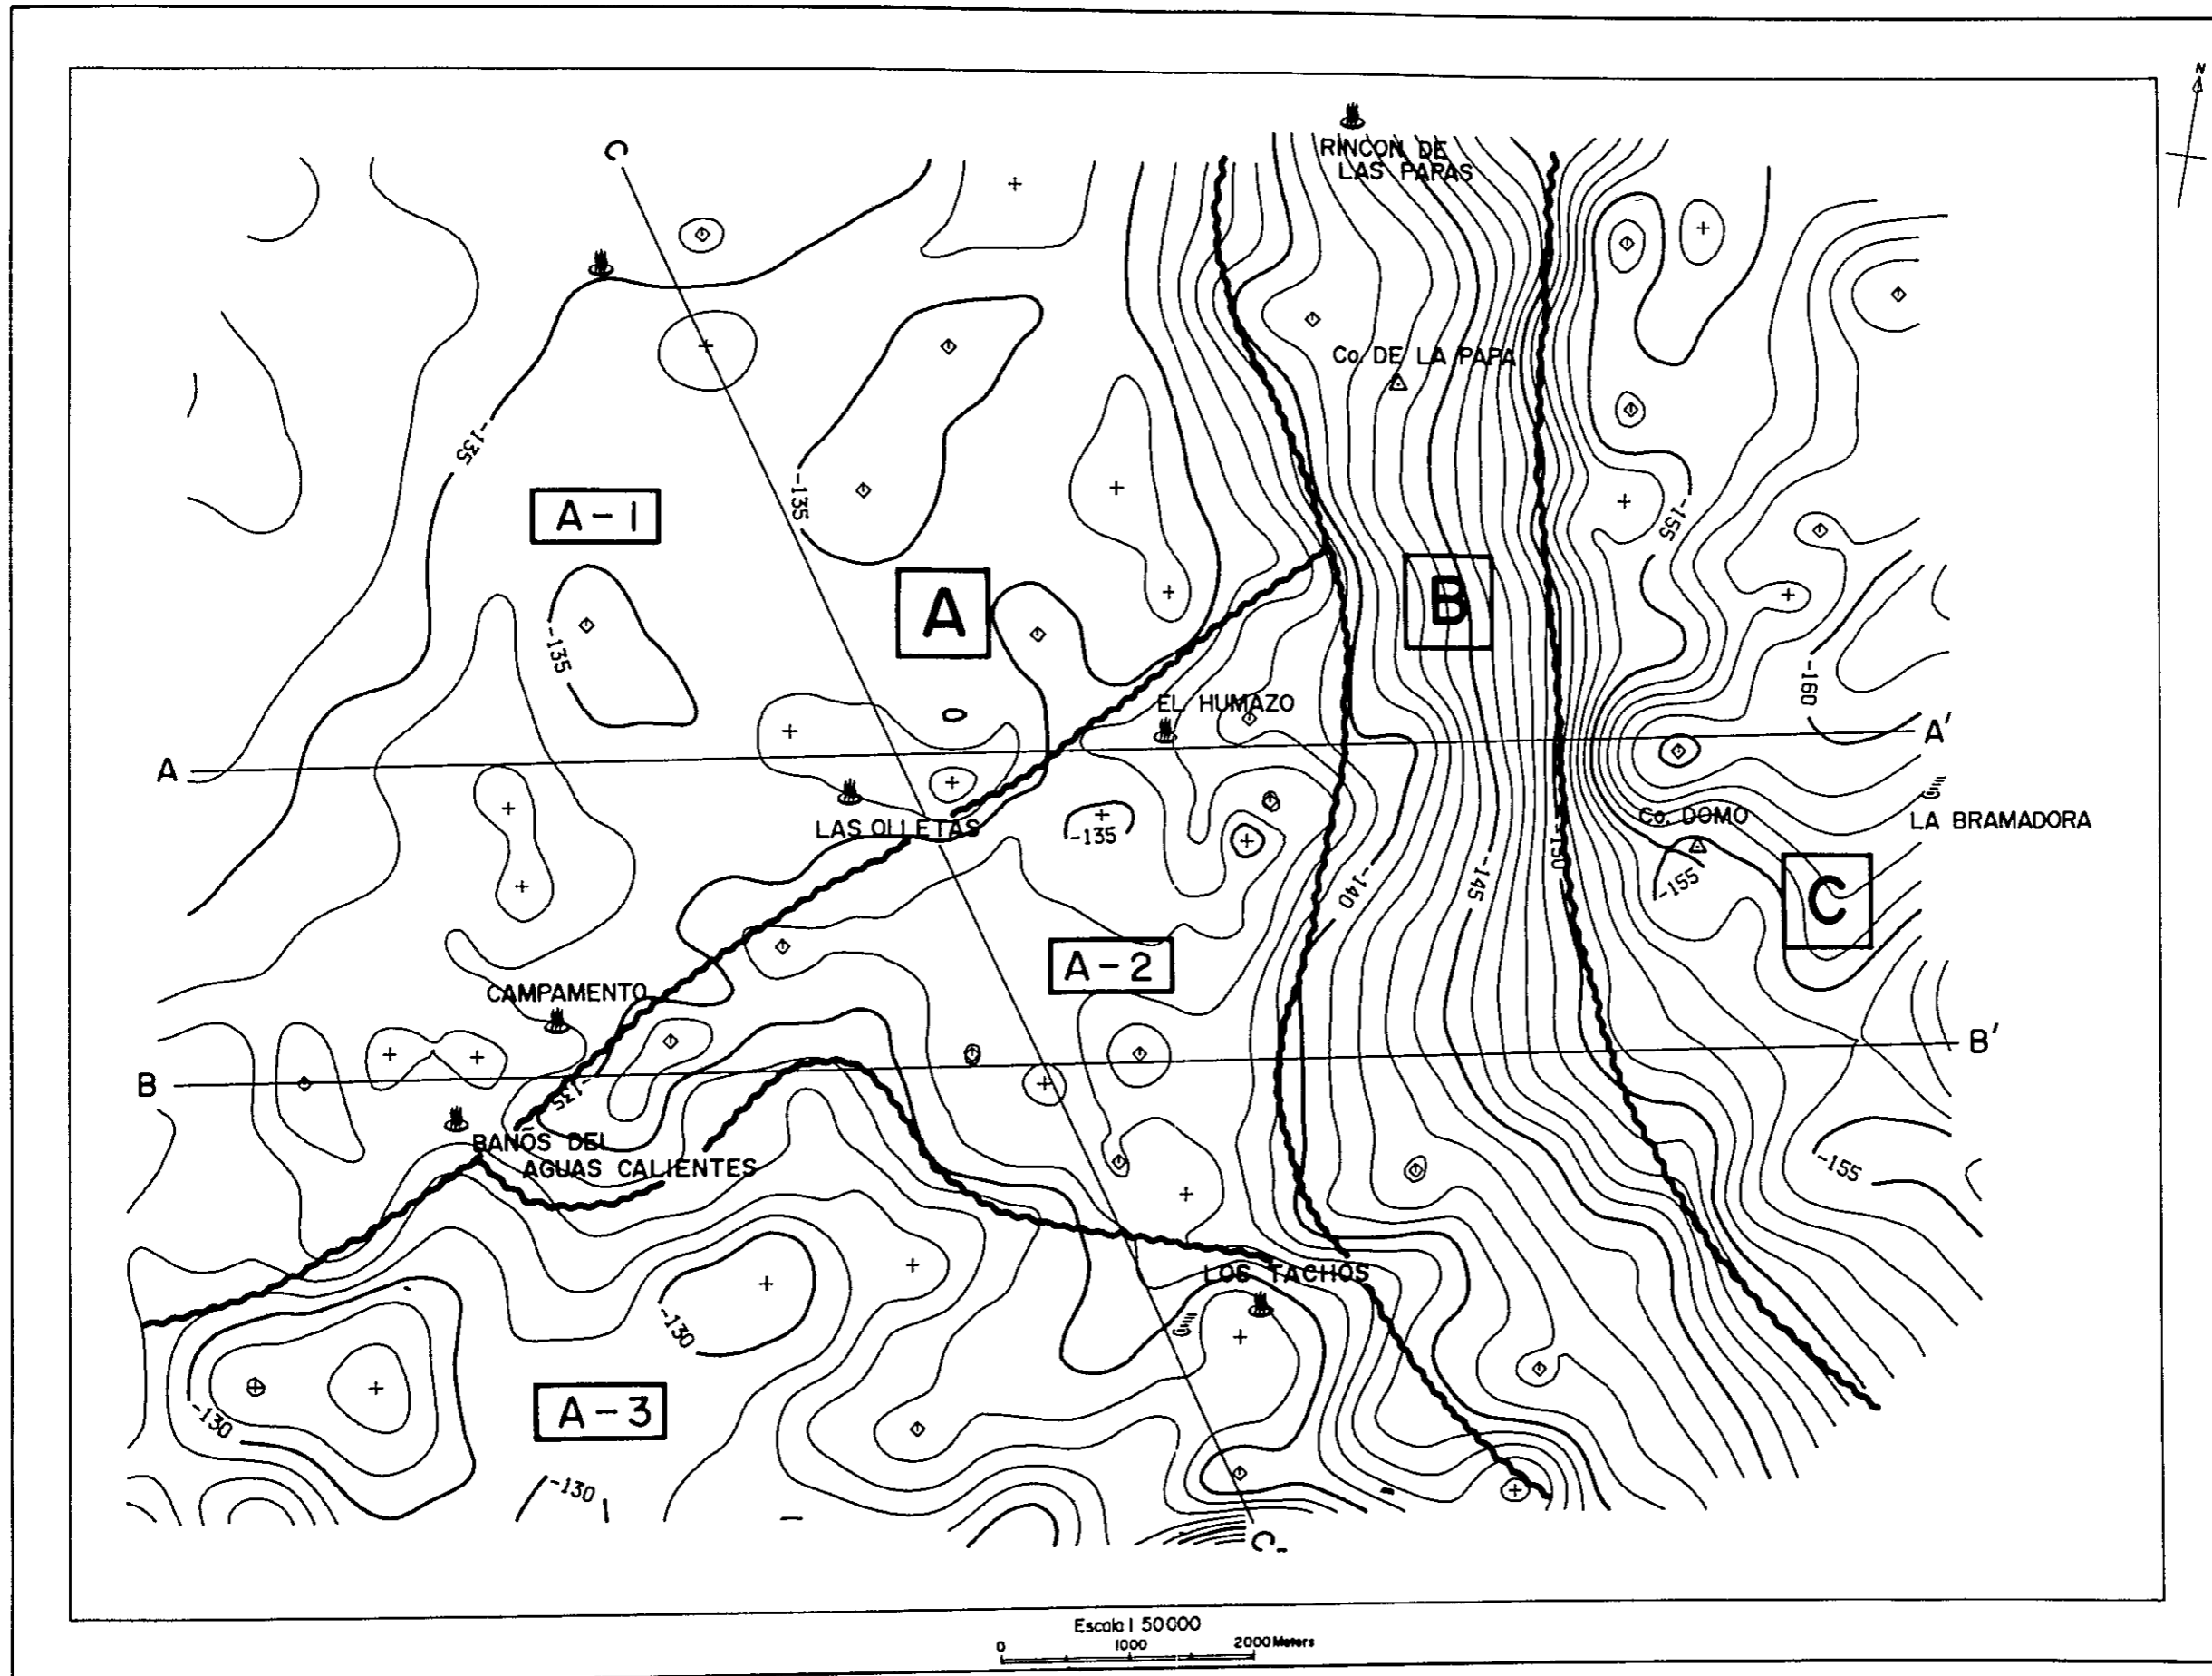 N
C
RINCON DE
LAS PAPAS
Co. DE LA PAPA
-135
-135
A-1
-155
A
B
-135
-160
EL HUMAZO
A
A'
-135
LAS OLLETAS
Co. DOMO
LA BRAMADORA
-150
-140
-145
-155
C
A-2
CAMPAMENTO
B
B'
-135
BAÑOS DEL
AGUAS CALIENTES
-155
LOS TACHOS
-130
-130
A-3
-130
C'
Escala 1 50000
0 1000 2000 Meters